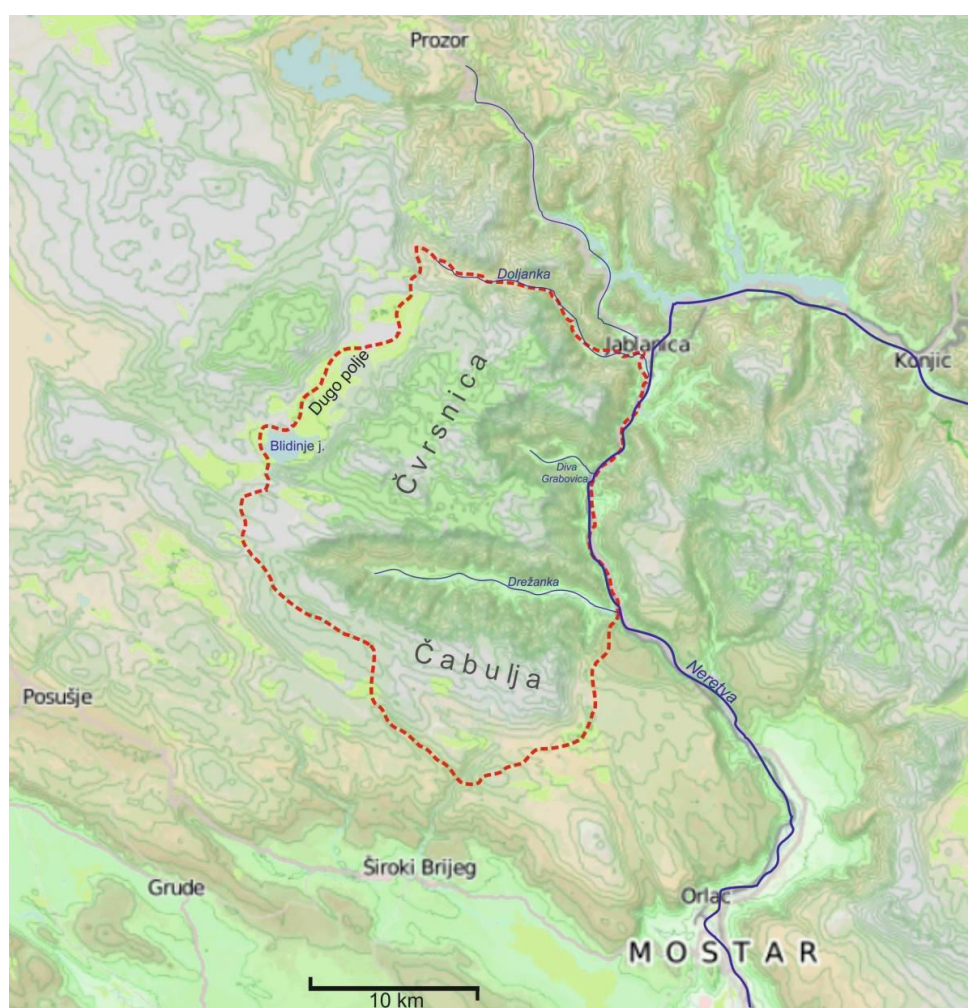 Prozor
Doljanka
Jablanica
Konjic
Dugo polje
Čvrsnica
Blidinje j.
Diva
Grabovica
Drežanka
Čabulja
Neretva
Posušje
Široki Brijeg
Grude
Orlac
MOSTAR
10 km